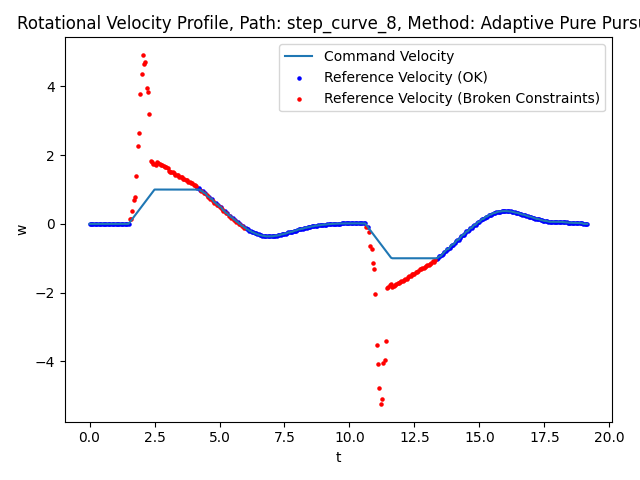 Rotational Velocity Profile, Path: step_curve_8, Method: Adaptive Pure Pursu
Command Velocity
Reference Velocity (OK)
Reference Velocity (Broken Constraints)
w
4
2
0
−2
−4
0.0 2.5 5.0 7.5 10.0 12.5 15.0 17.5 20.0
t